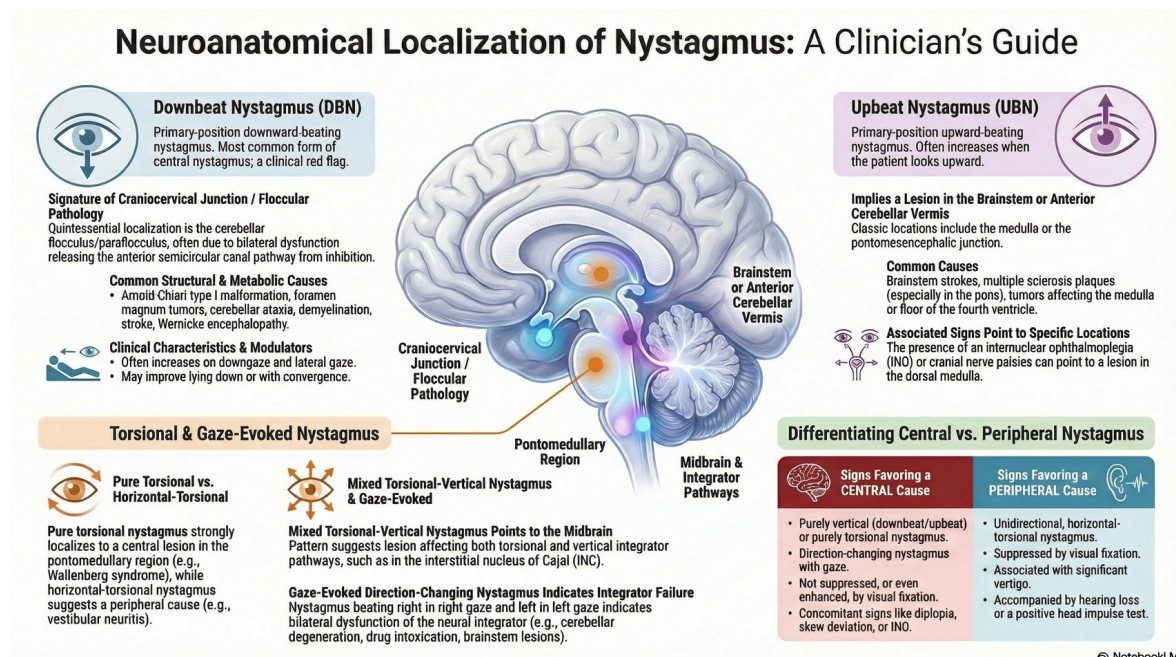 Neuroanatomical Localization of Nystagmus: A Clinician's Guide
Downbeat Nystagmus (DBN)
Primary-position downward-beating
nystagmus. Most common form of
central nystagmus; a clinical red flag.
Signature of Craniocervical Junction / Floccular
Pathology
Quintessential localization is the cerebellar
flocculus/paraflocculus, often due to bilateral dysfunction
releasing the anterior semicircular canal pathway from inhibition.
Common Structural & Metabolic Causes
• Amoid-Chiari type I malformation, foramen
magnum tumors, cerebellar ataxia, demyelination,
stroke, Wernicke encephalopathy.
Clinical Characteristics & Modulators
• Often increases on downgaze and lateral gaze.
• May improve lying down or with convergence.
Craniocervical
Junction /
Floccular
Pathology
Brainstem
or Anterior
Cerebellar
Vermis
Pontomedullary
Region
Midbrain &
Integrator
Pathways
Upbeat Nystagmus (UBN)
Primary-position upward-beating
nystagmus. Often increases when
the patient looks upward.
Implies a Lesion in the Brainstem or Anterior
Cerebellar Vermis
Classic locations include the medulla or the
pontomesencephalic junction.
Common Causes
Brainstem strokes, multiple sclerosis plaques
(especially in the pons), tumors affecting the medulla
or floor of the fourth ventricle.
Associated Signs Point to Specific Locations
The presence of an internuclear ophthalmoplegia
(INO) or cranial nerve paisies can point to a lesion in
the dorsal medulla.
Torsional & Gaze-Evoked Nystagmus
Pure Torsional vs.
Horizontal-Torsional
Pure torsional nystagmus strongly
localizes to a central lesion in the
pontomedullary region (e.g.,
Wallenberg syndrome), while
horizontal-torsional nystagmus
suggests a peripheral cause (e.g.,
vestibular neuritis).
Mixed Torsional-Vertical Nystagmus
& Gaze-Evoked
Mixed Torsional-Vertical Nystagmus Points to the Midbrain
Pattern suggests lesion affecting both torsional and vertical integrator
pathways, such as in the interstitial nucleus of Cajal (INC).
Gaze-Evoked Direction-Changing Nystagmus Indicates Integrator Failure
Nystagmus beating right in right gaze and left in left gaze indicates
bilateral dysfunction of the neural integrator (e.g., cerebellar
degeneration, drug intoxication, brainstem lesions).
Differentiating Central vs. Peripheral Nystagmus
Signs Favoring a
CENTRAL Cause
• Purely vertical (downbeat/upbeat)
or purely torsional nystagmus.
• Direction-changing nystagmus
with gaze.
• Not suppressed, or even
enhanced, by visual fixation.
• Concomitant signs like diplopia,
skew deviation, or INO.
Signs Favoring a
PERIPHERAL Cause
• Unidirectional, horizontal-
torsional nystagmus.
• Suppressed by visual fixation.
• Associated with significant
vertigo.
• Accompanied by hearing loss
or a positive head impulse test.